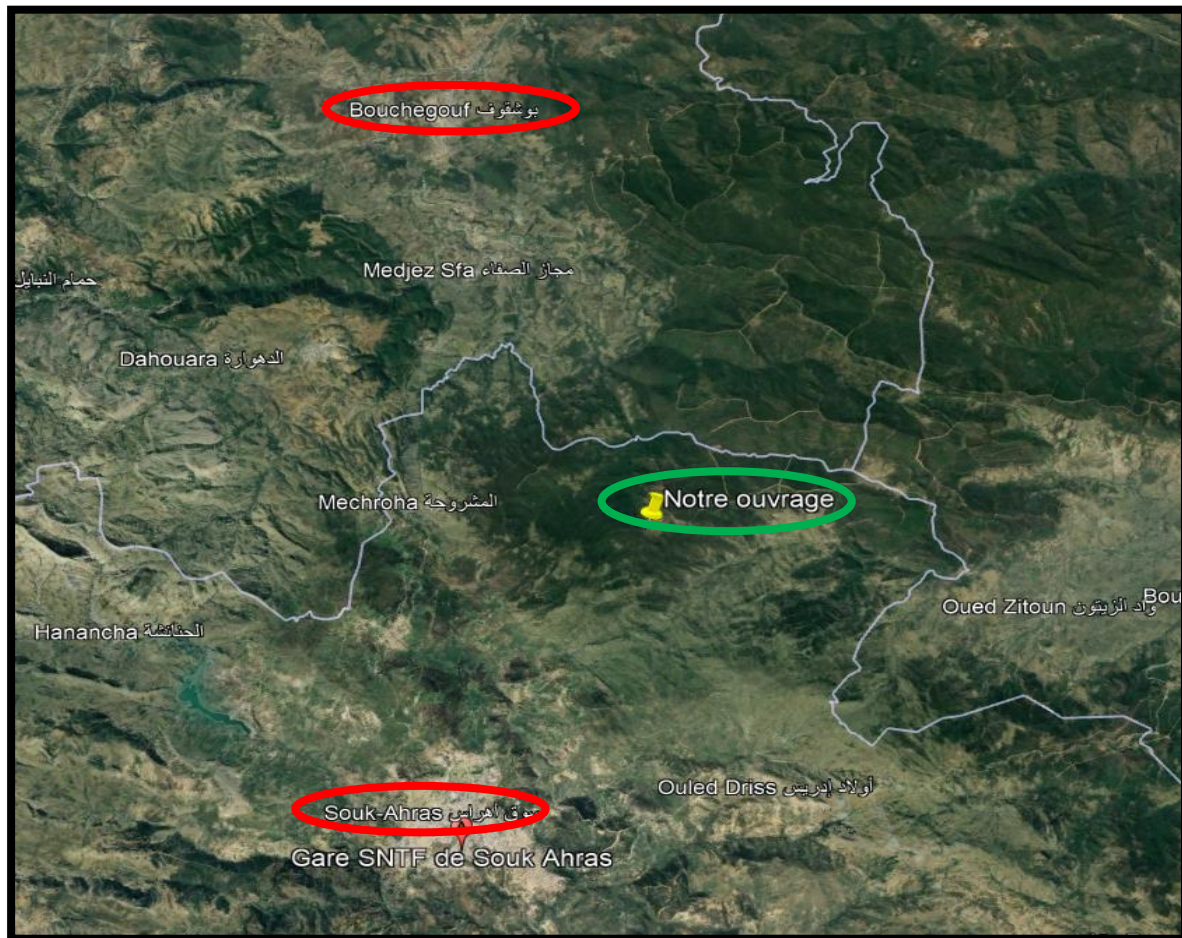 Bouchegouf بوشقوف
Medjez Sfa مجاز الصفاء
حمام النبايل
Dahouara الدهوارة
Mechroha المشروحة
Notre ouvrage
Oued Zitoun واد الزيتون
Bou
Hanancha الحنانشة
Ouled Driss أولاد إدريس
Souk-Ahras سوق أهراس
Gare SNTF de Souk Ahras